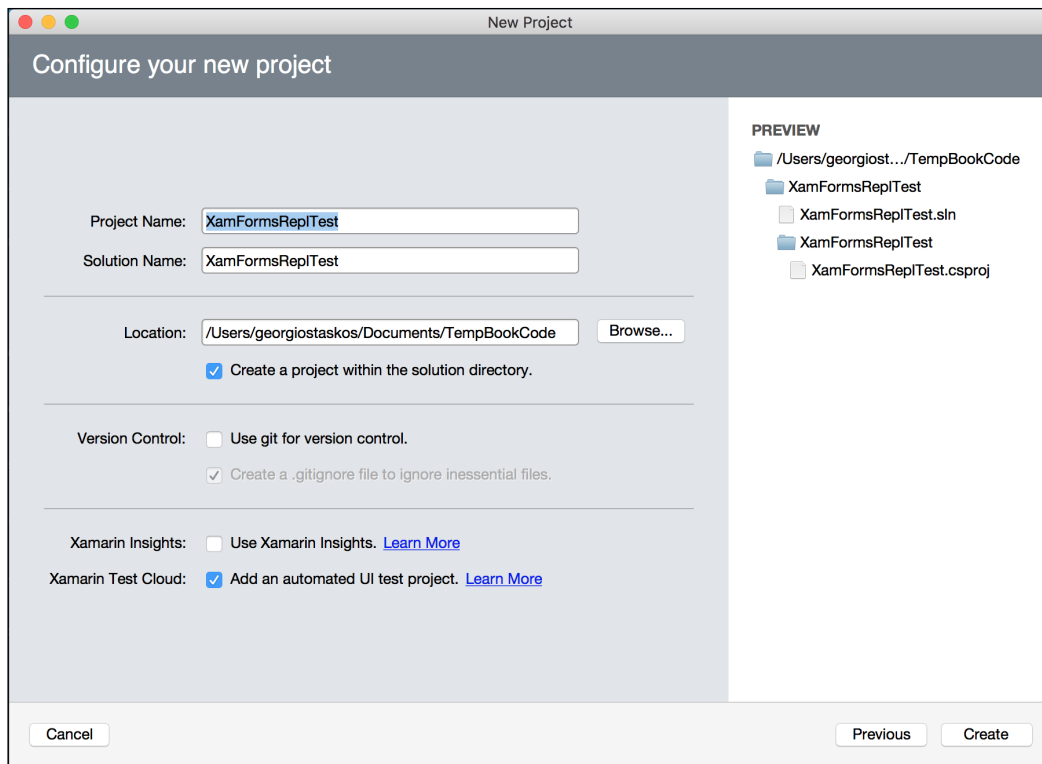 New Project
Configure your new project
Project Name: XamFormsReplTest
Solution Name: XamFormsReplTest
Location: /Users/georgiostaskos/Documents/TempBookCode Browse...
Create a project within the solution directory.
Version Control: Use git for version control.
Create a .gitignore file to ignore inessential files.
Xamarin Insights: Use Xamarin Insights. Learn More
Xamarin Test Cloud: Add an automated UI test project. Learn More
PREVIEW
/Users/georgiost.../TempBookCode
XamFormsReplTest
XamFormsReplTest.sln
XamFormsReplTest
XamFormsReplTest.csproj
Cancel Previous Create